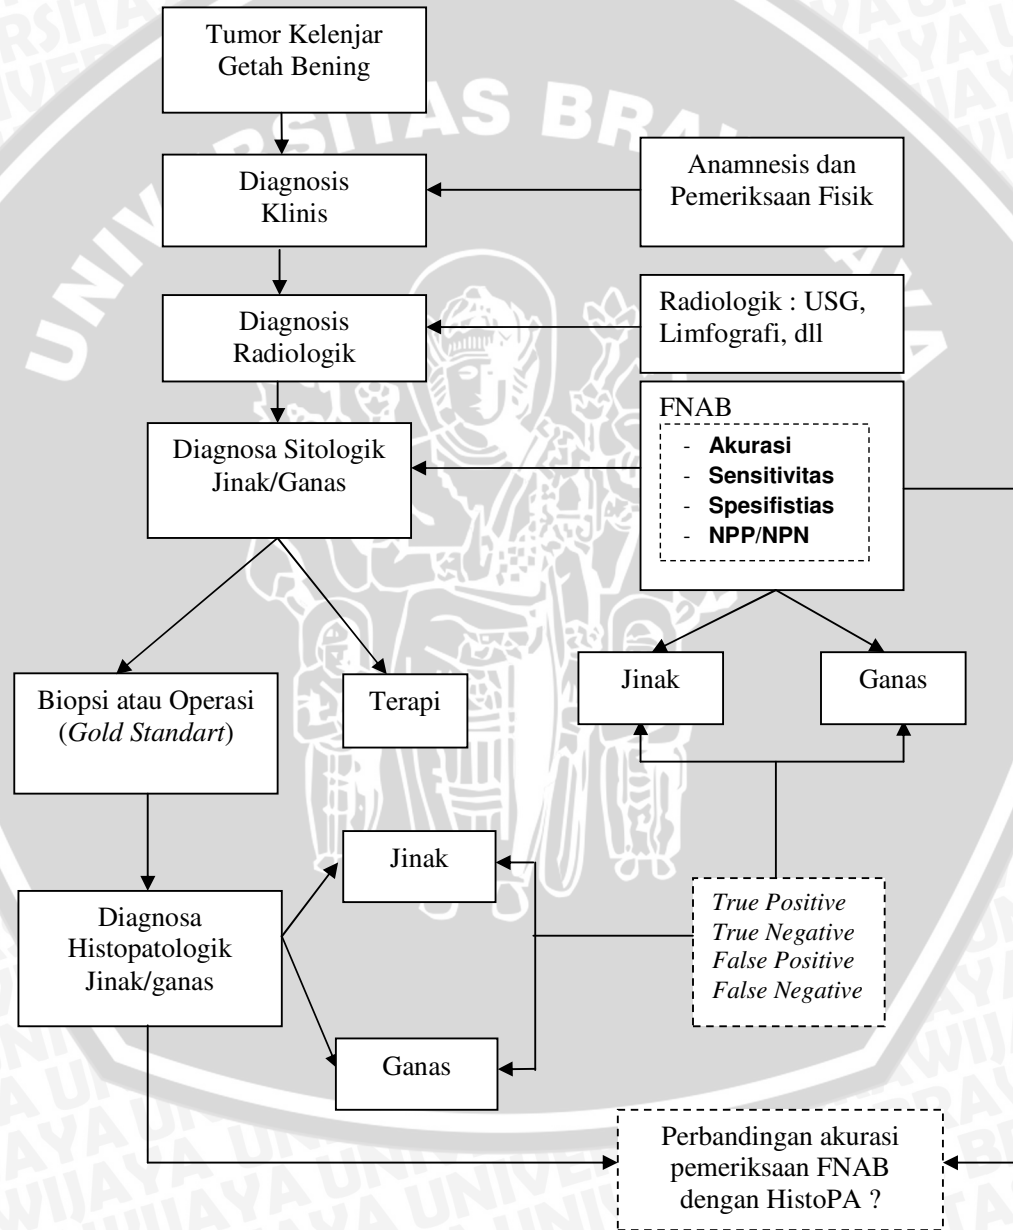 Tumor Kelenjar
Getah Bening
UNIVERSITAS BRAWIJAYA
Diagnosis
Klinis
Anamnesis dan
Pemeriksaan Fisik
Diagnosis
Radiologik
Radiologik : USG,
Limfografi, dll
Diagnosa Sitologik
Jinak/Ganas
FNAB
- Akurasi
- Sensitivitas
- Spesifistias
- NPP/NPN
Biopsi atau Operasi
(Gold Standart)
Terapi
Jinak
Ganas
Diagnosa
Histopatologik
Jinak/ganas
Jinak
Ganas
True Positive
True Negative
False Positive
False Negative
Perbandingan akurasi
pemeriksaan FNAB
dengan HistoPA ?